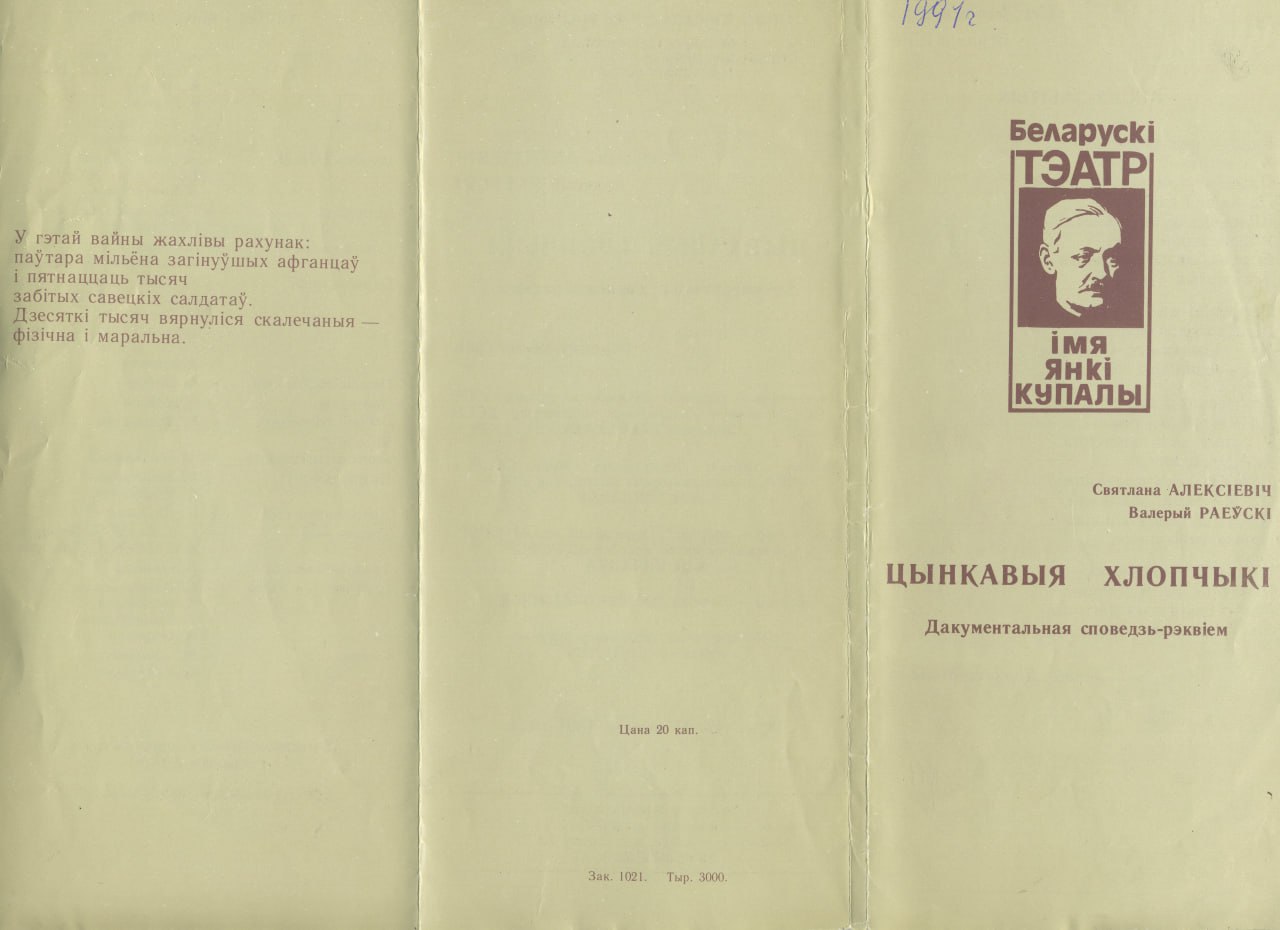 У гэтай вайны жахлівы рахунак:
паўтара мільёна загінуўшых афганцаў
і пятнаццаць тысяч
забітых савецкіх салдатаў.
Дзесяткі тысяч вярнуліся скалечаныя —
фізічна і маральна.
Цана 20 кап.
Зак. 1021. Тыр. 3000.
1991г
Беларускі
ТЭАТР
імя
Янкі
КУПАЛЫ
Святлана АЛЕКСІЕВІЧ
Валерый РАЕЎСКІ
ЦЫНКАВЫЯ ХЛОПЧЫКІ
Дакументальная споведзь-рэквіем